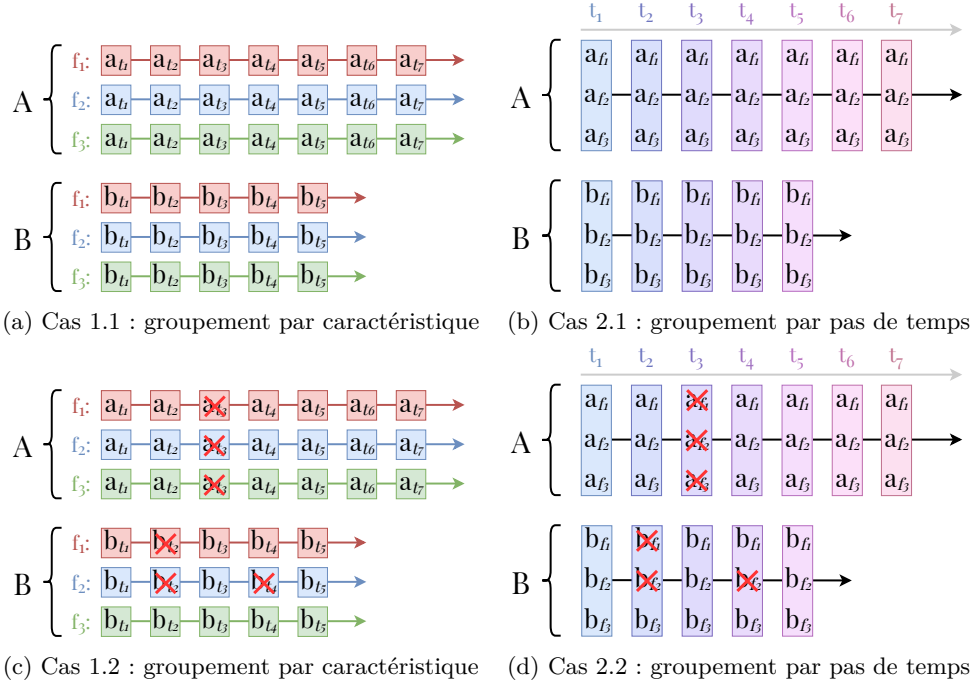 t₁ t₂ t₃ t₄ t₅ t₆ t₇
A
f₁: a_t₁ a_t₂ a_t₃ a_t₄ a_t₅ a_t₆ a_t₇
f₂: a_t₁ a_t₂ a_t₃ a_t₄ a_t₅ a_t₆ a_t₇
f₃: a_t₁ a_t₂ a_t₃ a_t₄ a_t₅ a_t₆ a_t₇
A
a_f₁ a_f₁ a_f₁ a_f₁ a_f₁ a_f₁ a_f₁
a_f₂ a_f₂ a_f₂ a_f₂ a_f₂ a_f₂ a_f₂
a_f₃ a_f₃ a_f₃ a_f₃ a_f₃ a_f₃ a_f₃
B
f₁: b_t₁ b_t₂ b_t₃ b_t₄ b_t₅
f₂: b_t₁ b_t₂ b_t₃ b_t₄ b_t₅
f₃: b_t₁ b_t₂ b_t₃ b_t₄ b_t₅
B
b_f₁ b_f₁ b_f₁ b_f₁ b_f₁
b_f₂ b_f₂ b_f₂ b_f₂ b_f₂
b_f₃ b_f₃ b_f₃ b_f₃ b_f₃
(a) Cas 1.1 : groupement par caractéristique
(b) Cas 2.1 : groupement par pas de temps
t₁ t₂ t₃ t₄ t₅ t₆ t₇
A
f₁: a_t₁ a_t₂ a_t₃ a_t₄ a_t₅ a_t₆ a_t₇
f₂: a_t₁ a_t₂ a_t₃ a_t₄ a_t₅ a_t₆ a_t₇
f₃: a_t₁ a_t₂ a_t₃ a_t₄ a_t₅ a_t₆ a_t₇
A
a_f₁ a_f₁ a_f₁ a_f₁ a_f₁ a_f₁ a_f₁
a_f₂ a_f₂ a_f₂ a_f₂ a_f₂ a_f₂ a_f₂
a_f₃ a_f₃ a_f₃ a_f₃ a_f₃ a_f₃ a_f₃
B
f₁: b_t₁ b_t₂ b_t₃ b_t₄ b_t₅
f₂: b_t₁ b_t₂ b_t₃ b_t₄ b_t₅
f₃: b_t₁ b_t₂ b_t₃ b_t₄ b_t₅
B
b_f₁ b_f₁ b_f₁ b_f₁ b_f₁
b_f₂ b_f₂ b_f₂ b_f₂ b_f₂
b_f₃ b_f₃ b_f₃ b_f₃ b_f₃
(c) Cas 1.2 : groupement par caractéristique
(d) Cas 2.2 : groupement par pas de temps